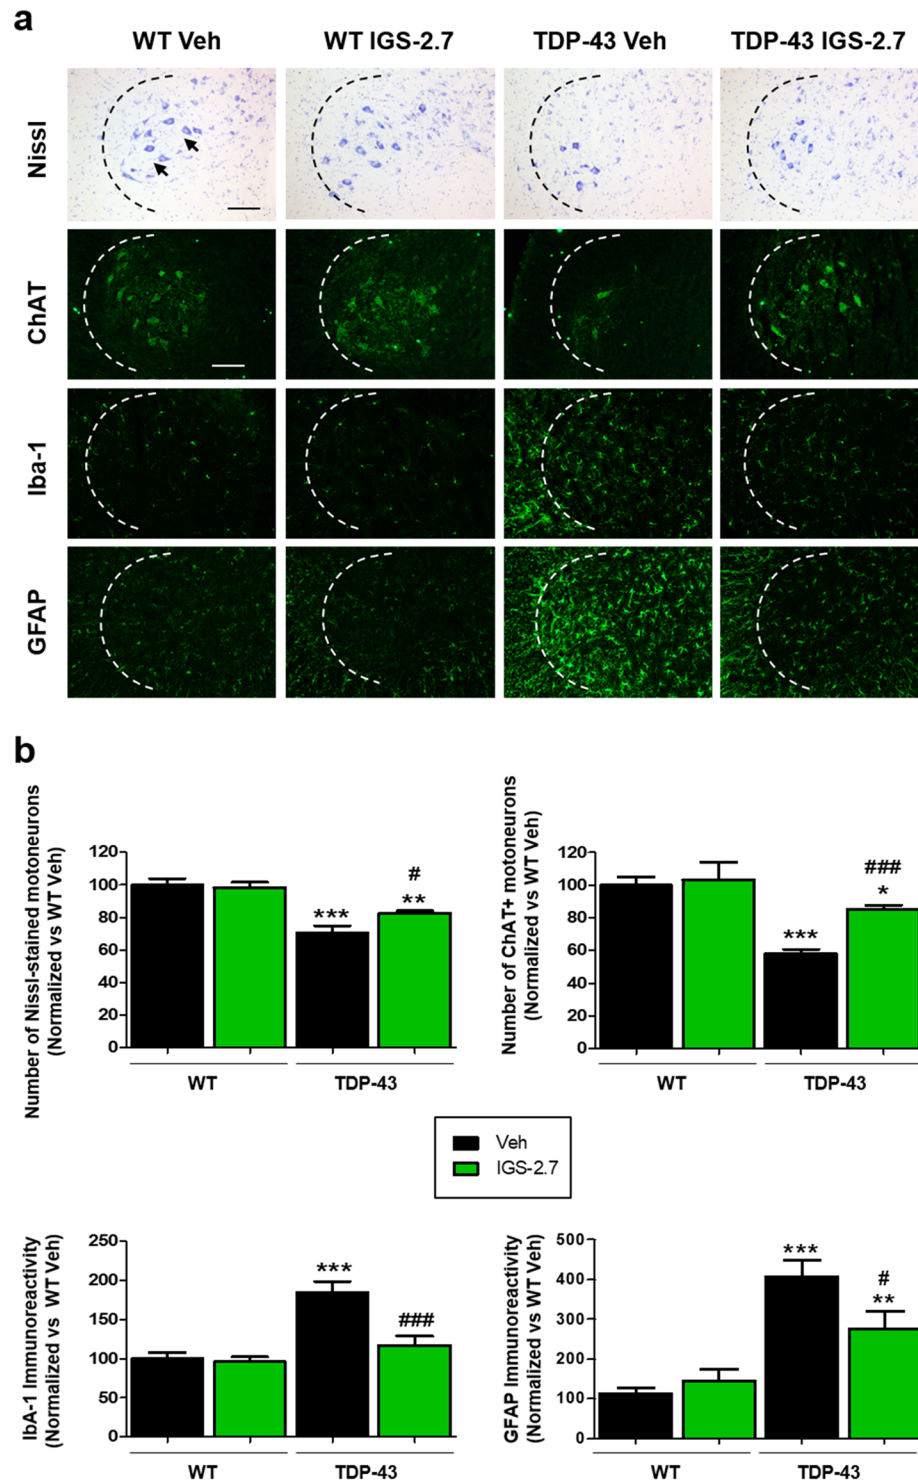 a
WT Veh WT IGS-2.7 TDP-43 Veh TDP-43 IGS-2.7
Nissl
ChAT
Iba-1
GFAP
b
Number of Nissl-stained motoneurons
(Normalized vs WT Veh)
120
100
80
60
40
20
0
***
#
**
WT TDP-43
Number of ChAT+ motoneurons
(Normalized vs WT Veh)
120
100
80
60
40
20
0
***
###
*
WT TDP-43
Veh
IGS-2.7
IbA-1 Immunoreactivity
(Normalized vs WT Veh)
250
200
150
100
50
0
***
###
WT TDP-43
GFAP Immunoreactivity
(Normalized vs WT Veh)
500
400
300
200
100
0
***
#
**
WT TDP-43